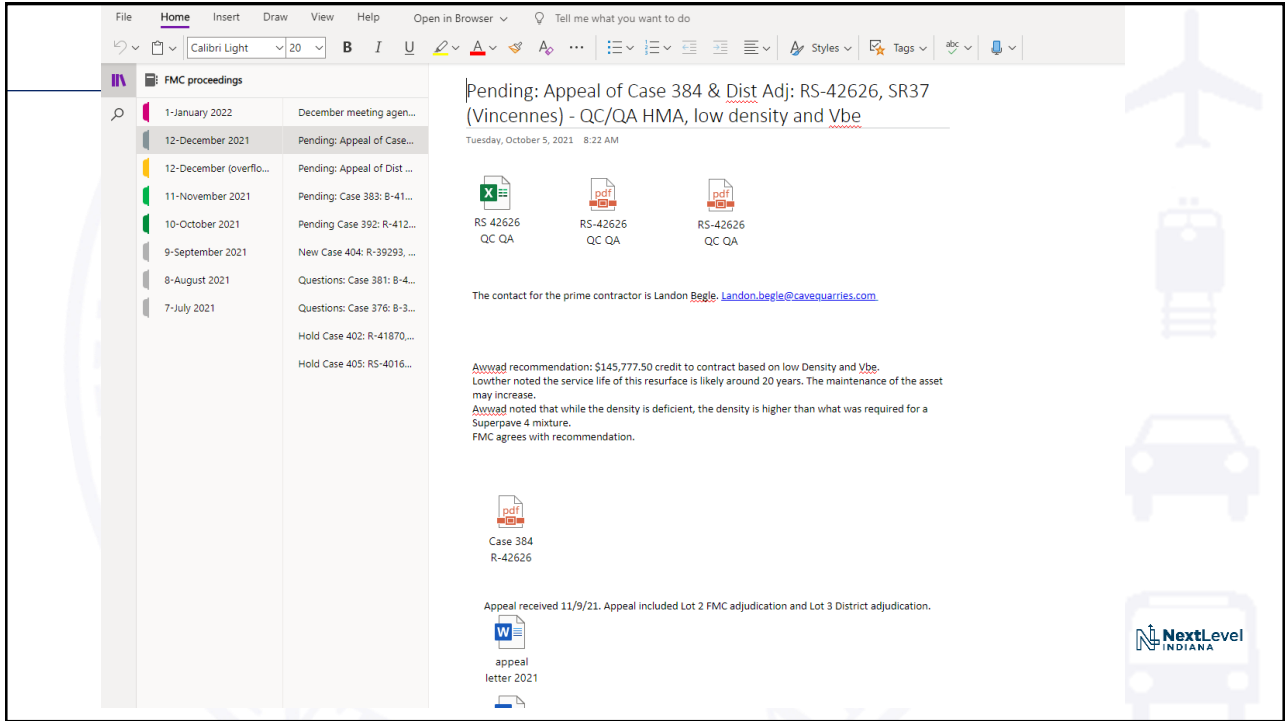 File Home Insert Draw View Help Open in Browser Tell me what you want to do
Calibri Light 20 B I U A A Styles Tags abc
FMC proceedings
1-January 2022
12-December 2021
12-December (overflo...
11-November 2021
10-October 2021
9-September 2021
8-August 2021
7-July 2021
December meeting agen...
Pending: Appeal of Case...
Pending: Appeal of Dist ...
Pending: Case 383: B-41...
Pending Case 392: R-412...
New Case 404: R-39293, ...
Questions: Case 381: B-4...
Questions: Case 376: B-3...
Hold Case 402: R-41870,...
Hold Case 405: RS-4016...
Pending: Appeal of Case 384 & Dist Adj: RS-42626, SR37
(Vincennes) - QC/QA HMA, low density and Vbe
Tuesday, October 5, 2021 8:22 AM
RS 42626
QC QA
pdf
RS-42626
QC QA
pdf
RS-42626
QC QA
The contact for the prime contractor is Landon Begle. Landon.begle@cavequarries.com
Awwad recommendation: $145,777.50 credit to contract based on low Density and Vbe.
Lowther noted the service life of this resurface is likely around 20 years. The maintenance of the asset
may increase.
Awwad noted that while the density is deficient, the density is higher than what was required for a
Superpave 4 mixture.
FMC agrees with recommendation.
pdf
Case 384
R-42626
Appeal received 11/9/21. Appeal included Lot 2 FMC adjudication and Lot 3 District adjudication.
W
appeal
letter 2021
NextLevel
INDIANA